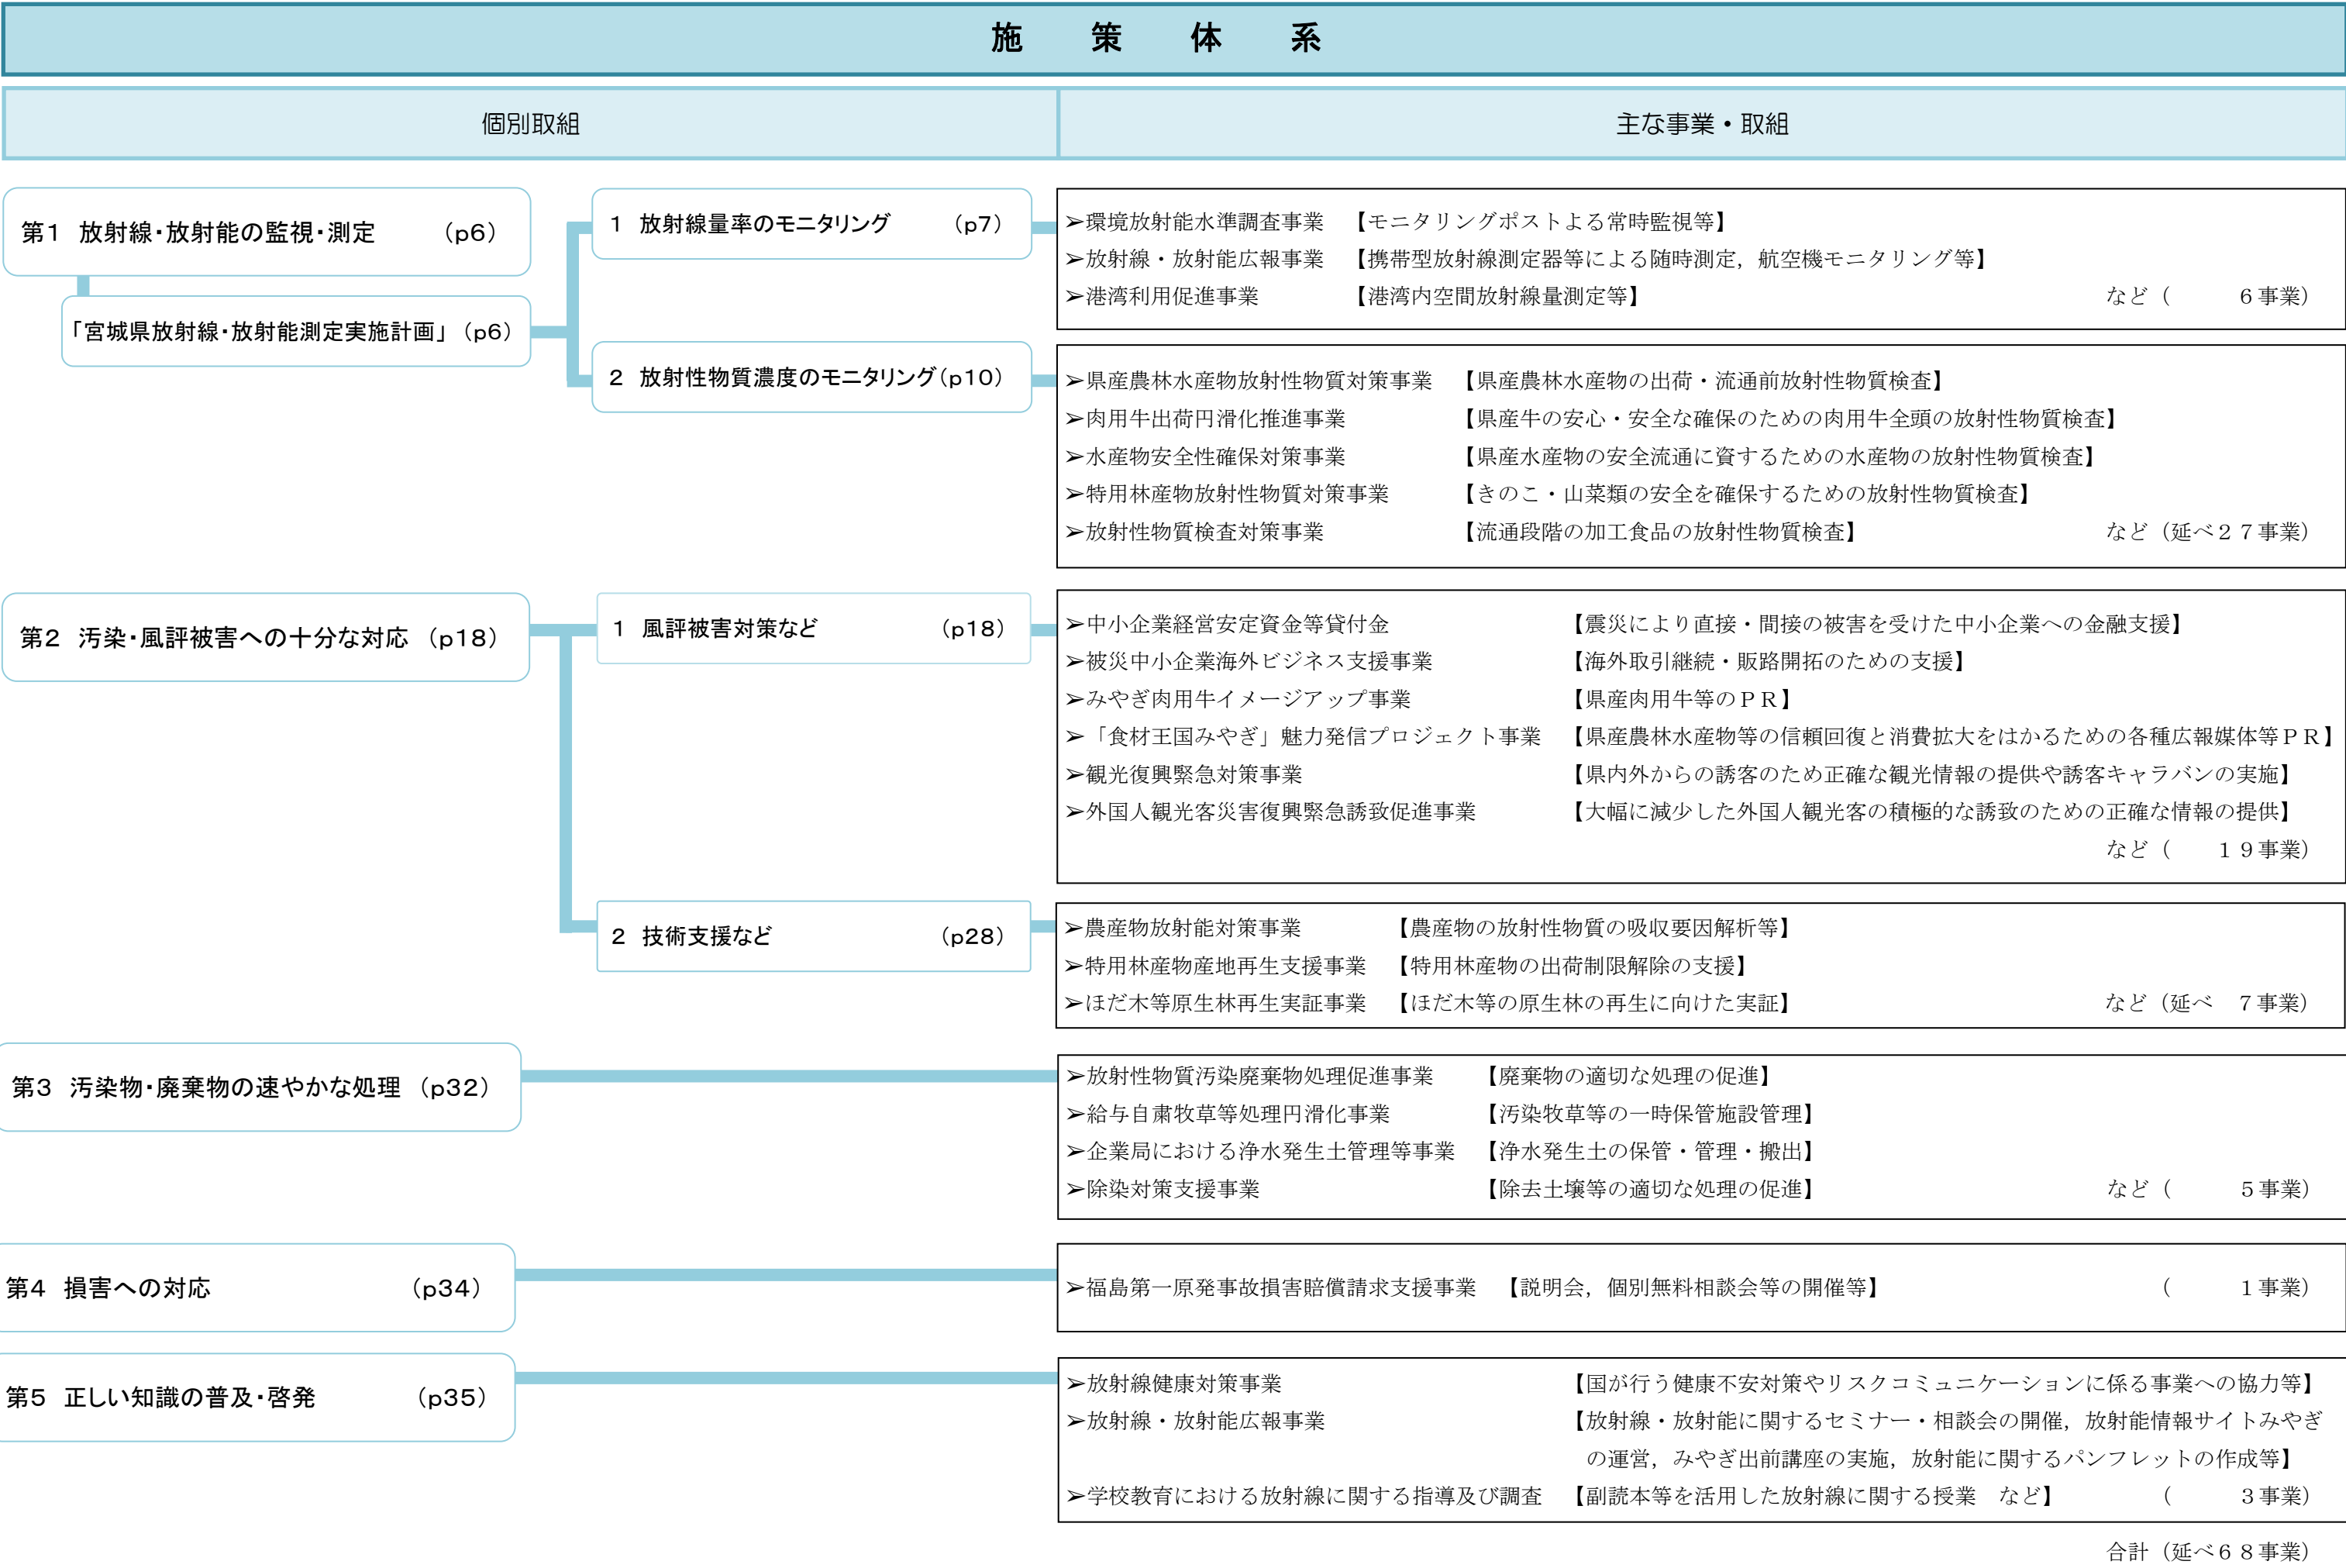 施策体系
個別取組
主な事業・取組
第1 放射線・放射能の監視・測定 （p6）
「宮城県放射線・放射能測定実施計画」（p6）
1 放射線量率のモニタリング （p7）
➢環境放射能水準調査事業 【モニタリングポストよる常時監視等】
➢放射線・放射能広報事業 【携帯型放射線測定器等による随時測定，航空機モニタリング等】
➢港湾利用促進事業 【港湾内空間放射線量測定等】 など（ ６事業）
2 放射性物質濃度のモニタリング（p10）
➢県産農林水産物放射性物質対策事業 【県産農林水産物の出荷・流通前放射性物質検査】
➢肉用牛出荷円滑化推進事業 【県産牛の安心・安全な確保のための肉用牛全頭の放射性物質検査】
➢水産物安全性確保対策事業 【県産水産物の安全流通に資するための水産物の放射性物質検査】
➢特用林産物放射性物質対策事業 【きのこ・山菜類の安全を確保するための放射性物質検査】
➢放射性物質検査対策事業 【流通段階の加工食品の放射性物質検査】 など（延べ２７事業）
第2 汚染・風評被害への十分な対応 （p18）
1 風評被害対策など （p18）
➢中小企業経営安定資金等貸付金 【震災により直接・間接の被害を受けた中小企業への金融支援】
➢被災中小企業海外ビジネス支援事業 【海外取引継続・販路開拓のための支援】
➢みやぎ肉用牛イメージアップ事業 【県産肉用牛等のＰＲ】
➢「食材王国みやぎ」魅力発信プロジェクト事業 【県産農林水産物等の信頼回復と消費拡大をはかるための各種広報媒体等ＰＲ】
➢観光復興緊急対策事業 【県内外からの誘客のため正確な観光情報の提供や誘客キャラバンの実施】
➢外国人観光客災害復興緊急誘致促進事業 【大幅に減少した外国人観光客の積極的な誘致のための正確な情報の提供】
など（ １９事業）
2 技術支援など （p28）
➢農産物放射能対策事業 【農産物の放射性物質の吸収要因解析等】
➢特用林産物産地再生支援事業 【特用林産物の出荷制限解除の支援】
➢ほだ木等原生林再生実証事業 【ほだ木等の原生林の再生に向けた実証】 など（延べ ７事業）
第3 汚染物・廃棄物の速やかな処理 （p32）
➢放射性物質汚染廃棄物処理促進事業 【廃棄物の適切な処理の促進】
➢給与自粛牧草等処理円滑化事業 【汚染牧草等の一時保管施設管理】
➢企業局における浄水発生土管理等事業 【浄水発生土の保管・管理・搬出】
➢除染対策支援事業 【除去土壌等の適切な処理の促進】 など（ ５事業）
第4 損害への対応 （p34）
➢福島第一原発事故損害賠償請求支援事業 【説明会，個別無料相談会等の開催等】 （ １事業）
第5 正しい知識の普及・啓発 （p35）
➢放射線健康対策事業 【国が行う健康不安対策やリスクコミュニケーションに係る事業への協力等】
➢放射線・放射能広報事業 【放射線・放射能に関するセミナー・相談会の開催，放射能情報サイトみやぎ
の運営，みやぎ出前講座の実施，放射能に関するパンフレットの作成等】
➢学校教育における放射線に関する指導及び調査 【副読本等を活用した放射線に関する授業 など】 （ ３事業）
合計（延べ６８事業）